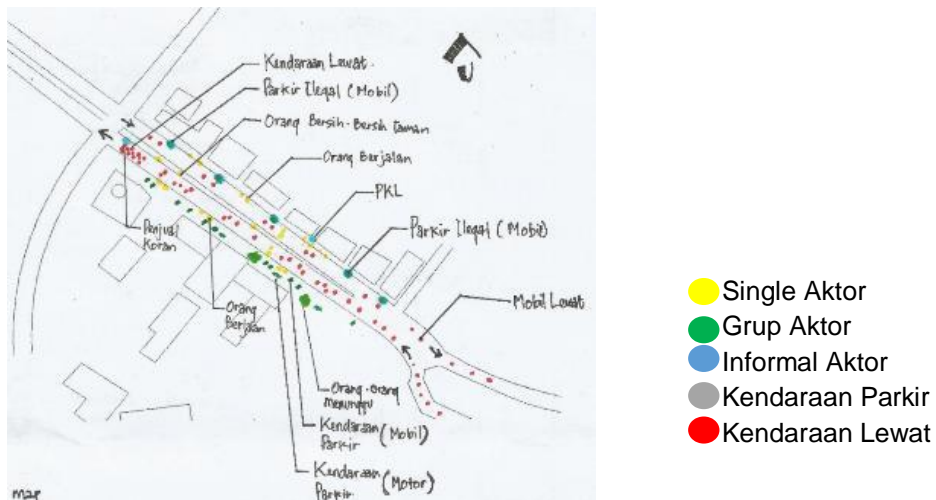 Kendaraan Lewat.
Parkir Ilegal (Mobil)
Orang Bersih-Bersih Taman
Orang Berjalan
PKL
Parkir Ilegal (Mobil)
Penjual
Koran
Mobil Lewat
Orang
Berjalan
Orang-orang
menunggu
Kendaraan (Mobil)
Parkir
Kendaraan (Motor)
Parkir
map
Single Aktor
Grup Aktor
Informal Aktor
Kendaraan Parkir
Kendaraan Lewat